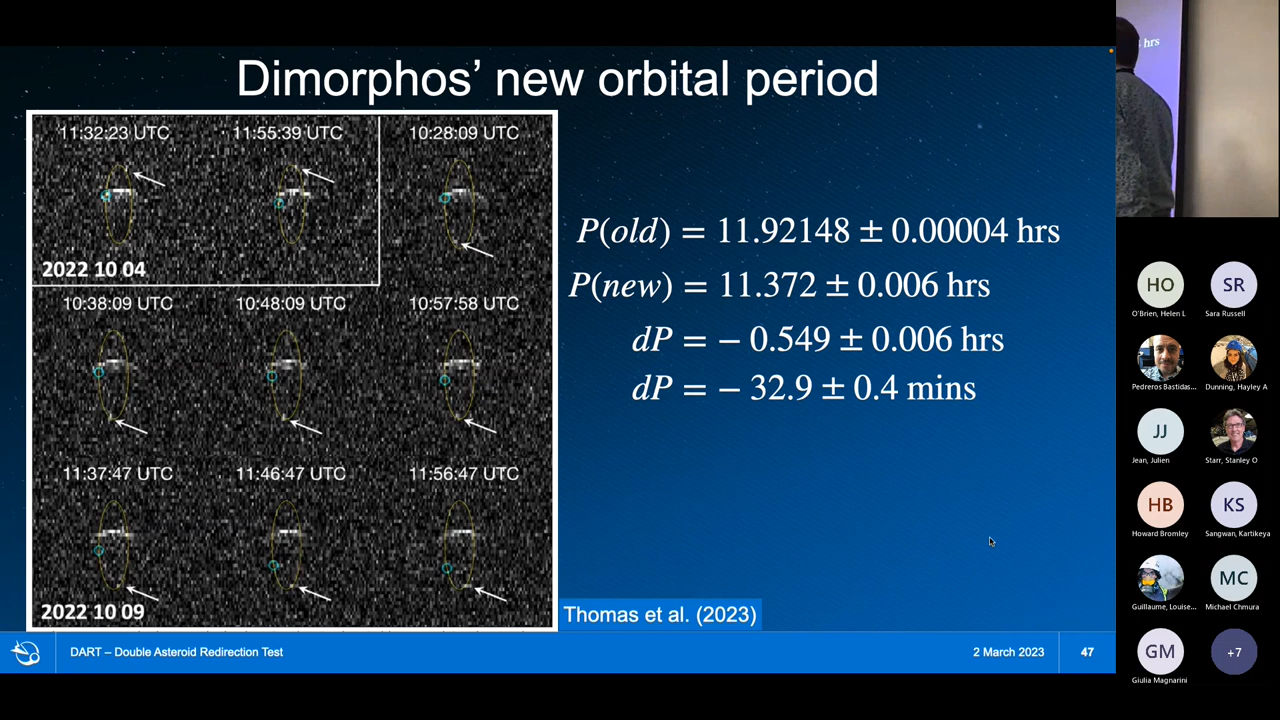 Dimorphos' new orbital period
11:32:23 UTC
11:55:39 UTC
10:28:09 UTC
2022 10 04
10:38:09 UTC
10:48:09 UTC
10:57:58 UTC
11:37:47 UTC
11:46:47 UTC
11:56:47 UTC
2022 10 09
P(old) = 11.92148 ± 0.00004 hrs
P(new) = 11.372 ± 0.006 hrs
dP = − 0.549 ± 0.006 hrs
dP = − 32.9 ± 0.4 mins
Thomas et al. (2023)
DART – Double Asteroid Redirection Test
2 March 2023
47
hrs
HO
O'Brien, Helen L
SR
Sara Russell
Pedreros Bastidas...
Dunning, Hayley A
JJ
Jean, Julien
Starr, Stanley O
HB
Howard Bromley
KS
Sangwan, Kartikeya
Guillaume, Louise...
MC
Michael Chmura
GM
Giulia Magnarini
+7